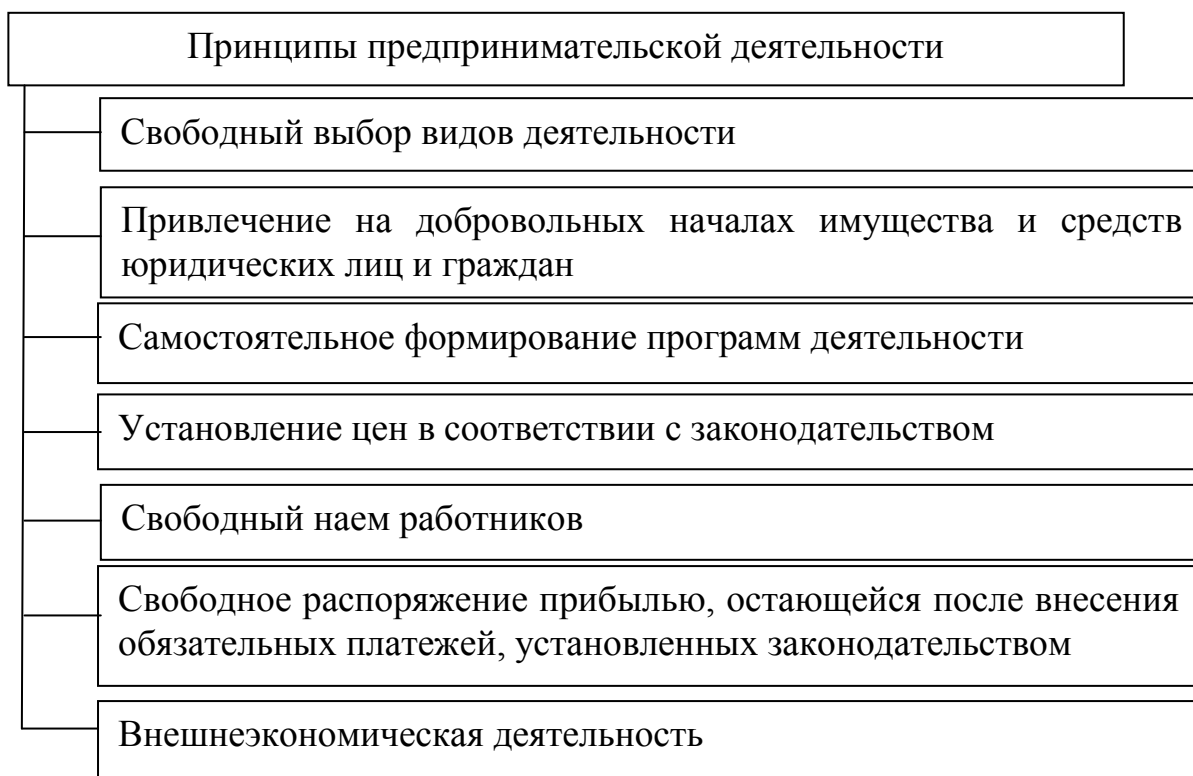 Принципы предпринимательской деятельности
Свободный выбор видов деятельности
Привлечение на добровольных началах имущества и средств
юридических лиц и граждан
Самостоятельное формирование программ деятельности
Установление цен в соответствии с законодательством
Свободный наем работников
Свободное распоряжение прибылью, остающейся после внесения
обязательных платежей, установленных законодательством
Внешнеэкономическая деятельность